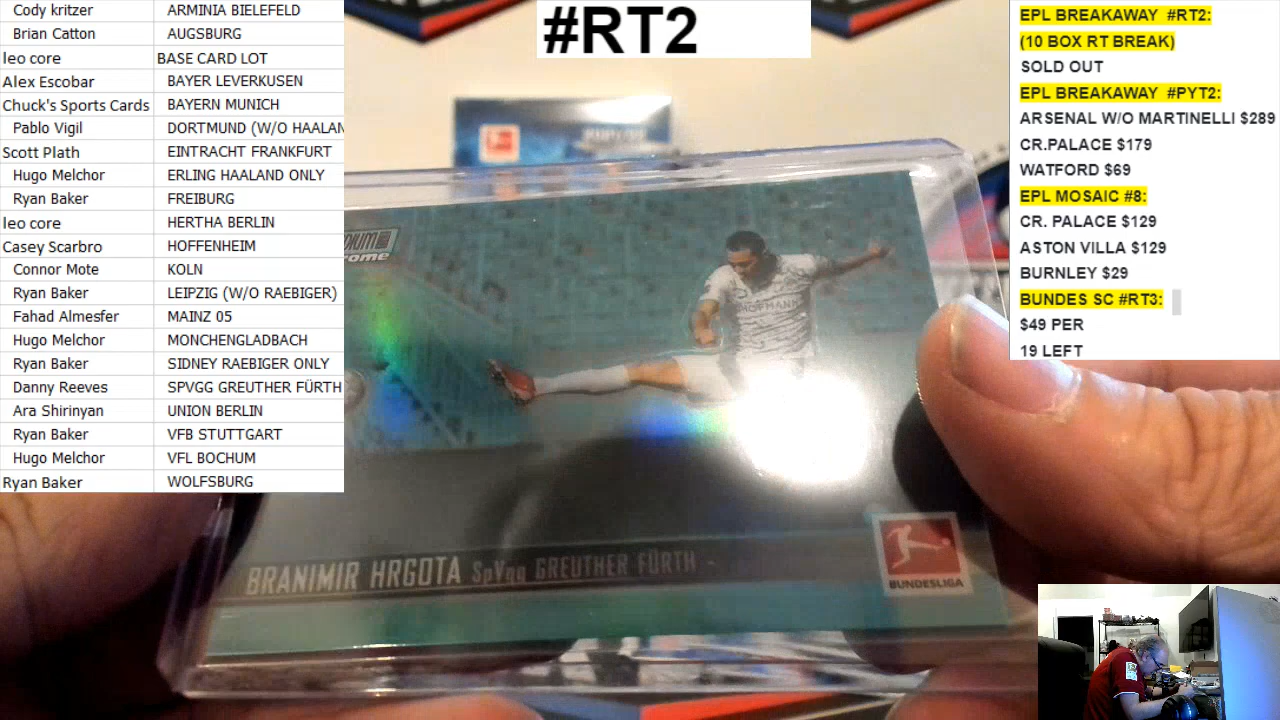 Cody kritzer ARMINIA BIELEFELD
Brian Catton AUGSBURG
leo core BASE CARD LOT
Alex Escobar BAYER LEVERKUSEN
Chuck's Sports Cards BAYERN MUNICH
Pablo Vigil DORTMUND (W/O HAALAN
Scott Plath EINTRACHT FRANKFURT
Hugo Melchor ERLING HAALAND ONLY
Ryan Baker FREIBURG
leo core HERTHA BERLIN
Casey Scarbro HOFFENHEIM
Connor Mote KOLN
Ryan Baker LEIPZIG (W/O RAEBIGER)
Fahad Almesfer MAINZ 05
Hugo Melchor MONCHENGLADBACH
Ryan Baker SIDNEY RAEBIGER ONLY
Danny Reeves SPVGG GREUTHER FÜRTH
Ara Shirinyan UNION BERLIN
Ryan Baker VFB STUTTGART
Hugo Melchor VFL BOCHUM
Ryan Baker WOLFSBURG
#RT2
EPL BREAKAWAY #RT2:
(10 BOX RT BREAK)
SOLD OUT
EPL BREAKAWAY #PYT2:
ARSENAL W/O MARTINELLI $289
CR.PALACE $179
WATFORD $69
EPL MOSAIC #8:
CR. PALACE $129
ASTON VILLA $129
BURNLEY $29
BUNDES SC #RT3:
$49 PER
19 LEFT
BRANIMIR HRGOTA SpVgg GREUTHER FÜRTH -
BUNDESLIGA